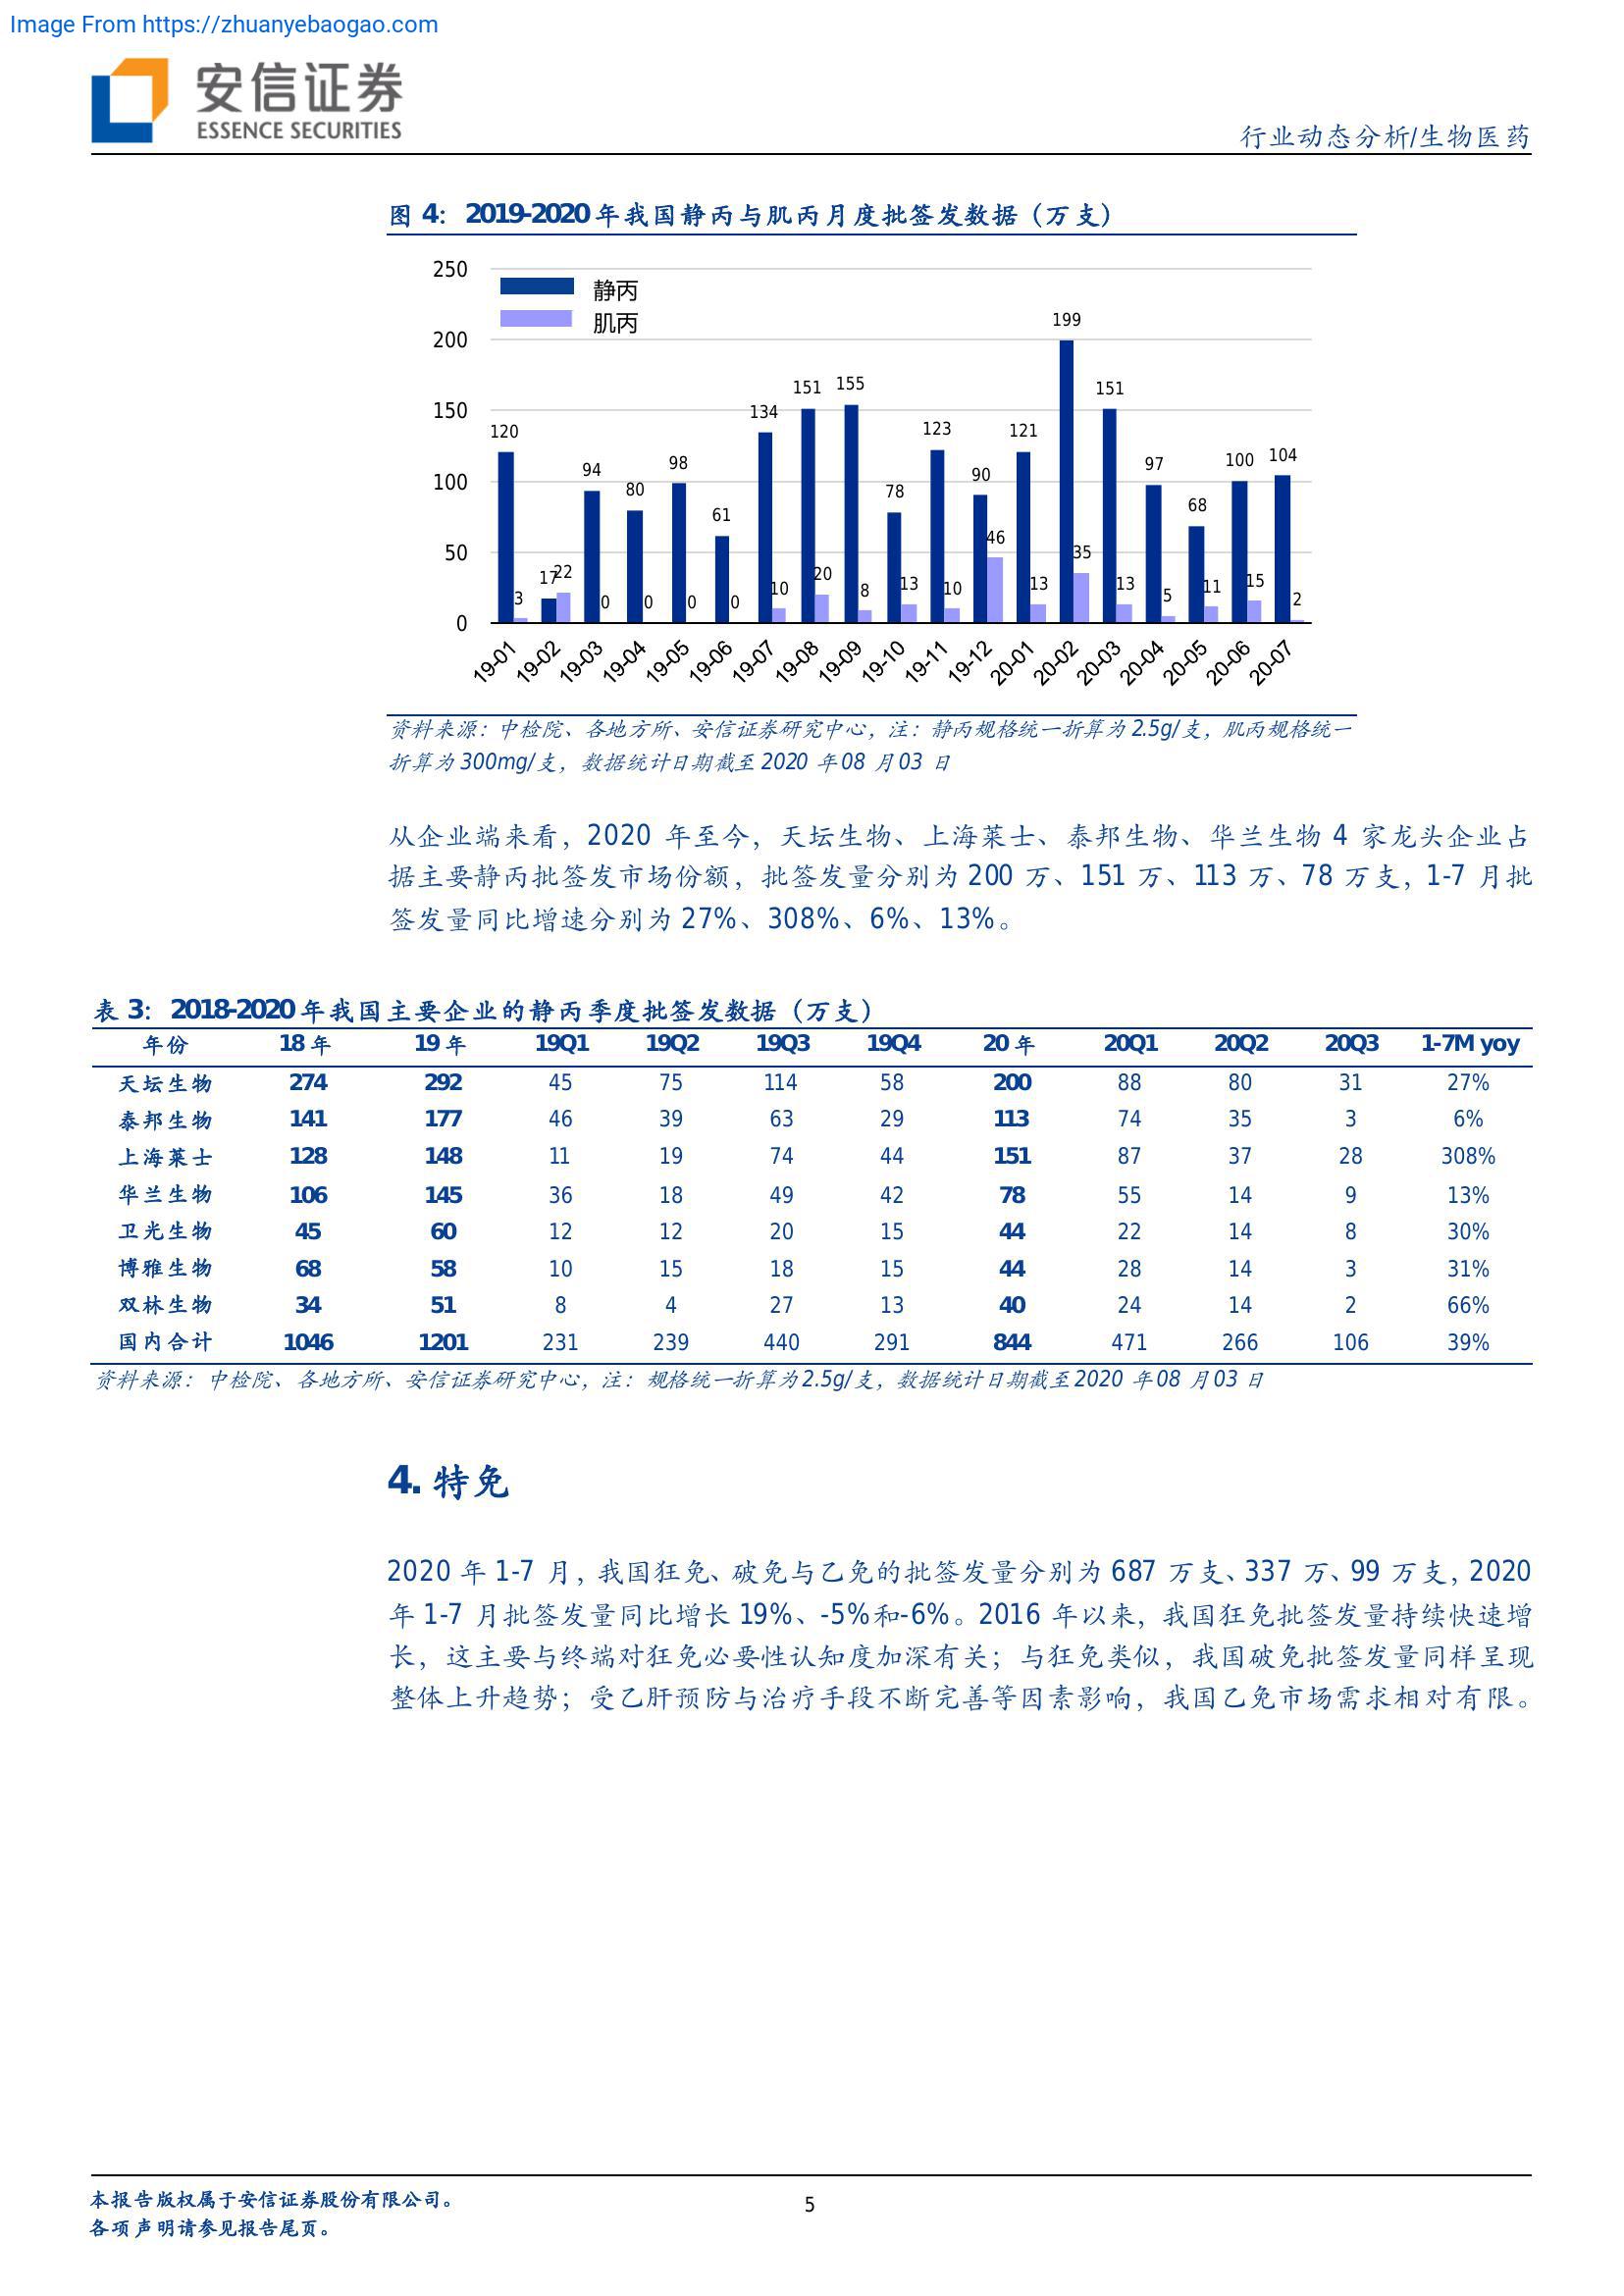 Image From https://zhuanyebaogao.com
安信证券
ESSENCE SECURITIES
行业动态分析/生物医药
图 4：2019-2020 年我国静丙与肌丙月度批签发数据（万支）
250
200
150
100
50
0
静丙
肌丙
120 17 94 80 98 61 134 151 155 78 123 90 121 199 151 97 68 100 104
3 22 0 0 0 0 10 20 8 13 10 46 13 35 13 5 11 15 2
19-01 19-02 19-03 19-04 19-05 19-06 19-07 19-08 19-09 19-10 19-11 19-12 20-01 20-02 20-03 20-04 20-05 20-06 20-07
资料来源：中检院、各地方所、安信证券研究中心，注：静丙规格统一折算为 2.5g/支，肌丙规格统一
折算为 300mg/支，数据统计日期截至 2020 年 08 月 03 日
从企业端来看，2020 年至今，天坛生物、上海莱士、泰邦生物、华兰生物 4 家龙头企业占
据主要静丙批签发市场份额，批签发量分别为 200 万、151 万、113 万、78 万支，1-7 月批
签发量同比增速分别为 27%、308%、6%、13%。
表 3：2018-2020 年我国主要企业的静丙季度批签发数据（万支）
年份 18 年 19 年 19Q1 19Q2 19Q3 19Q4 20 年 20Q1 20Q2 20Q3 1-7M yoy
天坛生物 274 292 45 75 114 58 200 88 80 31 27%
泰邦生物 141 177 46 39 63 29 113 74 35 3 6%
上海莱士 128 148 11 19 74 44 151 87 37 28 308%
华兰生物 106 145 36 18 49 42 78 55 14 9 13%
卫光生物 45 60 12 12 20 15 44 22 14 8 30%
博雅生物 68 58 10 15 18 15 44 28 14 3 31%
双林生物 34 51 8 4 27 13 40 24 14 2 66%
国内合计 1046 1201 231 239 440 291 844 471 266 106 39%
资料来源：中检院、各地方所、安信证券研究中心，注：规格统一折算为 2.5g/支，数据统计日期截至 2020 年 08 月 03 日
4. 特免
2020 年 1-7 月，我国狂免、破免与乙免的批签发量分别为 687 万支、337 万、99 万支，2020
年 1-7 月批签发量同比增长 19%、-5%和-6%。2016 年以来，我国狂免批签发量持续快速增
长，这主要与终端对狂免必要性认知度加深有关；与狂免类似，我国破免批签发量同样呈现
整体上升趋势；受乙肝预防与治疗手段不断完善等因素影响，我国乙免市场需求相对有限。
本报告版权属于安信证券股份有限公司。
各项声明请参见报告尾页。
5